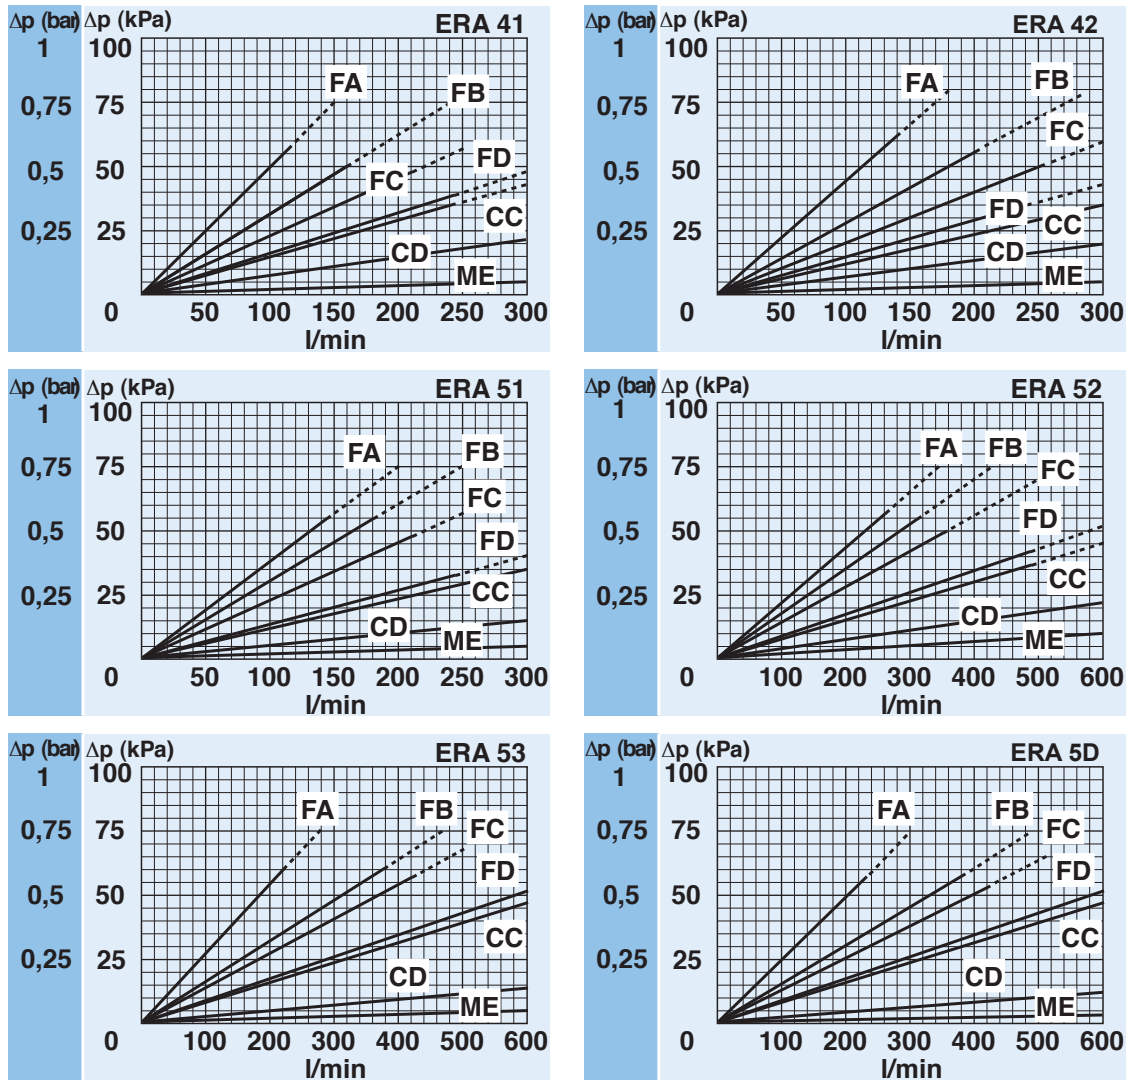 Δp (bar) Δp (kPa) ERA 41
1 100
FA
FB
0,75 75
FD
0,5 50
FC
CC
0,25 25
CD
ME
0 50 100 150 200 250 300
l/min
Δp (bar) Δp (kPa) ERA 42
1 100
FA FB
0,75 75
FC
0,5 50
FD
CC
0,25 25
CD
ME
0 50 100 150 200 250 300
l/min
Δp (bar) Δp (kPa) ERA 51
1 100
FA FB
0,75 75
FC
0,5 50
FD
CC
0,25 25
CD
ME
0 50 100 150 200 250 300
l/min
Δp (bar) Δp (kPa) ERA 52
1 100
FA FB
0,75 75
FC
FD
0,5 50
CC
0,25 25
CD
ME
0 100 200 300 400 500 600
l/min
Δp (bar) Δp (kPa) ERA 53
1 100
FA FB
FC
0,75 75
FD
0,5 50
CC
0,25 25
CD
ME
0 100 200 300 400 500 600
l/min
Δp (bar) Δp (kPa) ERA 5D
1 100
FA FB
FC
0,75 75
FD
0,5 50
CC
0,25 25
CD
ME
0 100 200 300 400 500 600
l/min